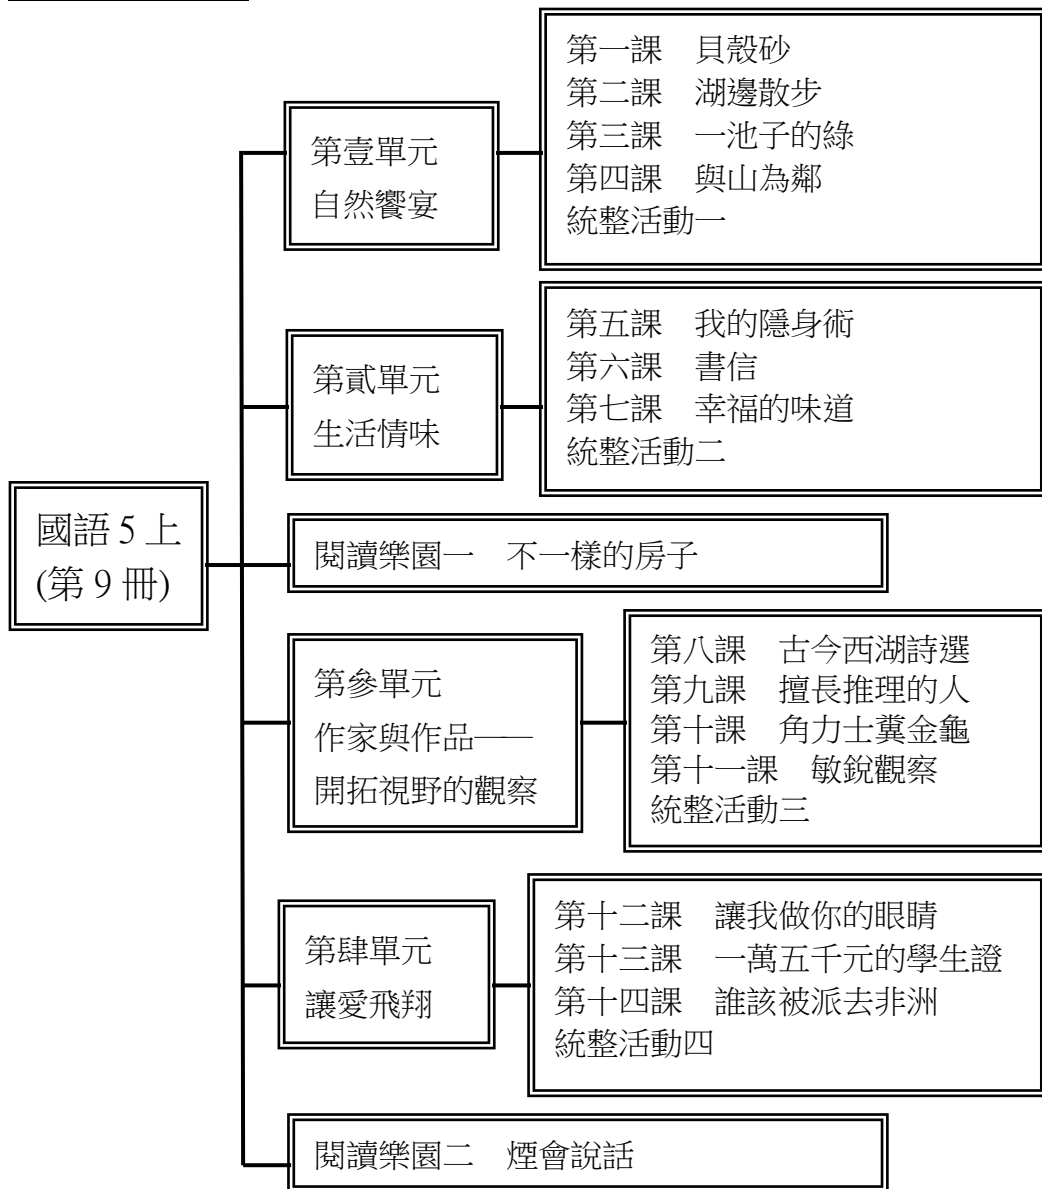 國語 5 上
(第 9 冊)
第壹單元
自然饗宴
第一課　貝殼砂
第二課　湖邊散步
第三課　一池子的綠
第四課　與山為鄰
統整活動一
第貳單元
生活情味
第五課　我的隱身術
第六課　書信
第七課　幸福的味道
統整活動二
閱讀樂園一　不一樣的房子
第參單元
作家與作品——
開拓視野的觀察
第八課　古今西湖詩選
第九課　擅長推理的人
第十課　角力士糞金龜
第十一課　敏銳觀察
統整活動三
第肆單元
讓愛飛翔
第十二課　讓我做你的眼睛
第十三課　一萬五千元的學生證
第十四課　誰該被派去非洲
統整活動四
閱讀樂園二　煙會說話